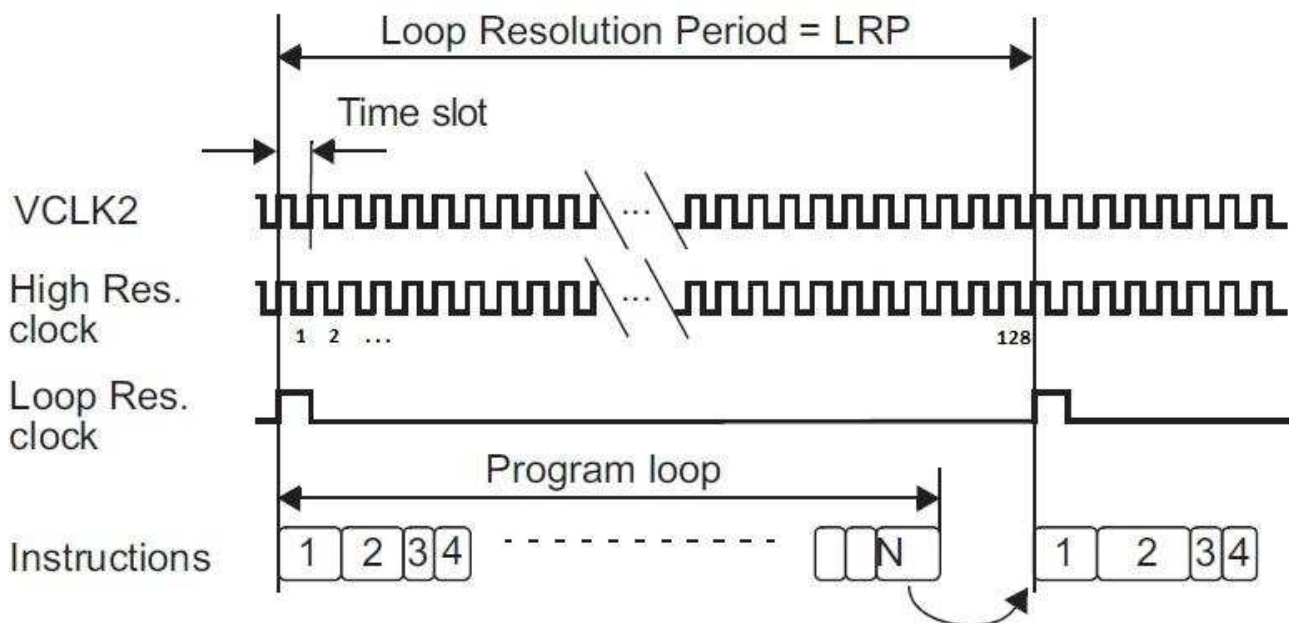 Loop Resolution Period = LRP
Time slot
VCLK2
...
High Res.
clock
...
1 2 ... 128
Loop Res.
clock
Program loop
Instructions 1 2 3 4 N 1 2 3 4